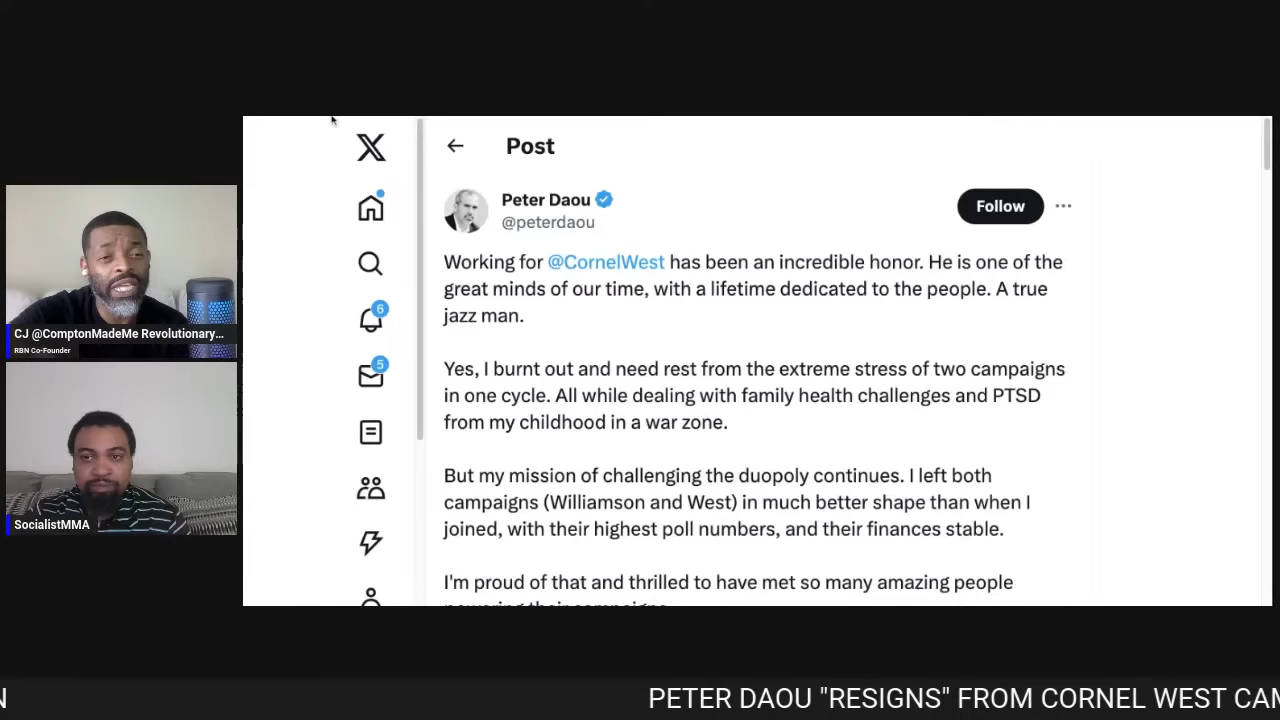 Post
Peter Daou
@peterdaou
Follow
Working for @CornelWest has been an incredible honor. He is one of the
great minds of our time, with a lifetime dedicated to the people. A true
jazz man.
Yes, I burnt out and need rest from the extreme stress of two campaigns
in one cycle. All while dealing with family health challenges and PTSD
from my childhood in a war zone.
But my mission of challenging the duopoly continues. I left both
campaigns (Williamson and West) in much better shape than when I
joined, with their highest poll numbers, and their finances stable.
I'm proud of that and thrilled to have met so many amazing people
powering their campaigns
6
5
CJ @ComptonMadeMe Revolutionary…
RBN Co-Founder
SocialistMMA
N
PETER DAOU "RESIGNS" FROM CORNEL WEST CAM